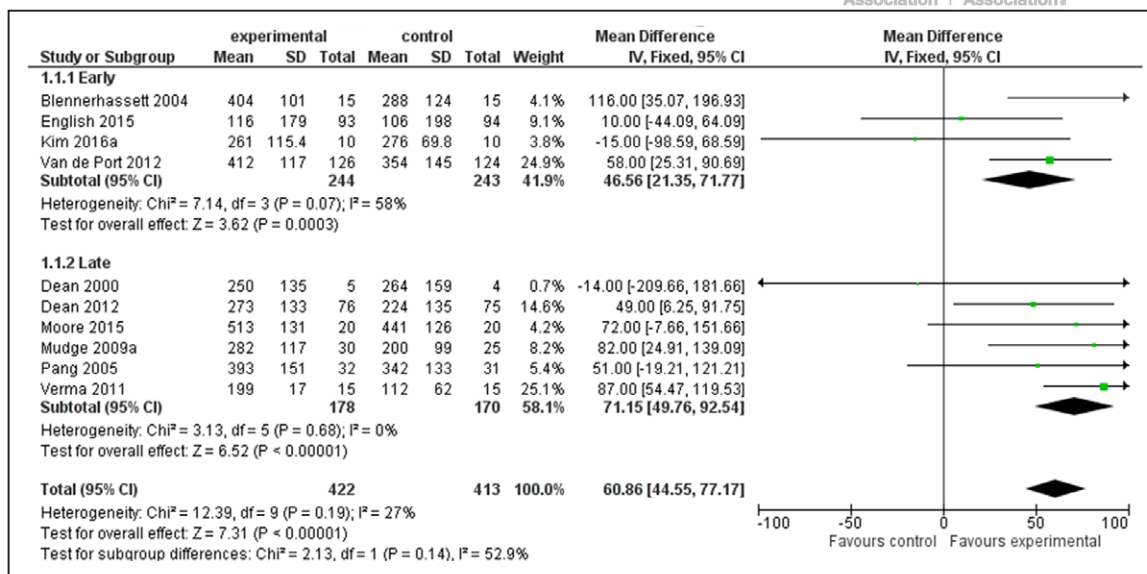 Association | Association®
experimental control Mean Difference Mean Difference
Study or Subgroup Mean SD Total Mean SD Total Weight IV, Fixed, 95% CI IV, Fixed, 95% CI
1.1.1 Early
Blennerhassett 2004 404 101 15 288 124 15 4.1% 116.00 [35.07, 196.93]
English 2015 116 179 93 106 198 94 9.1% 10.00 [-44.09, 64.09]
Kim 2016a 261 115.4 10 276 69.8 10 3.8% -15.00 [-98.59, 68.59]
Van de Port 2012 412 117 126 354 145 124 24.9% 58.00 [25.31, 90.69]
Subtotal (95% CI) 244 243 41.9% 46.56 [21.35, 71.77]
Heterogeneity: Chi² = 7.14, df = 3 (P = 0.07); I² = 58%
Test for overall effect: Z = 3.62 (P = 0.0003)
1.1.2 Late
Dean 2000 250 135 5 264 159 4 0.7% -14.00 [-209.66, 181.66]
Dean 2012 273 133 76 224 135 75 14.6% 49.00 [6.25, 91.75]
Moore 2015 513 131 20 441 126 20 4.2% 72.00 [-7.66, 151.66]
Mudge 2009a 282 117 30 200 99 25 8.2% 82.00 [24.91, 139.09]
Pang 2005 393 151 32 342 133 31 5.4% 51.00 [-19.21, 121.21]
Verma 2011 199 17 15 112 62 15 25.1% 87.00 [54.47, 119.53]
Subtotal (95% CI) 178 170 58.1% 71.15 [49.76, 92.54]
Heterogeneity: Chi² = 3.13, df = 5 (P = 0.68); I² = 0%
Test for overall effect: Z = 6.52 (P < 0.00001)
Total (95% CI) 422 413 100.0% 60.86 [44.55, 77.17]
Heterogeneity: Chi² = 12.39, df = 9 (P = 0.19); I² = 27%
Test for overall effect: Z = 7.31 (P < 0.00001)
Test for subgroup differences: Chi² = 2.13, df = 1 (P = 0.14), I² = 52.9%
-100 -50 0 50 100
Favours control Favours experimental